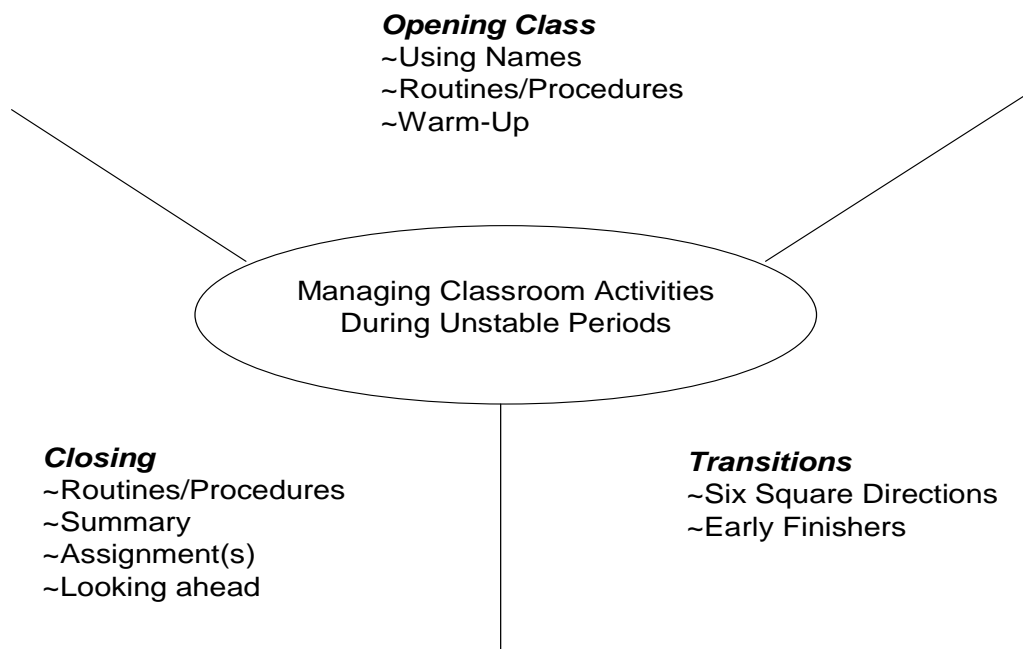 Opening Class
~Using Names
~Routines/Procedures
~Warm-Up
Managing Classroom Activities
During Unstable Periods
Closing
~Routines/Procedures
~Summary
~Assignment(s)
~Looking ahead
Transitions
~Six Square Directions
~Early Finishers